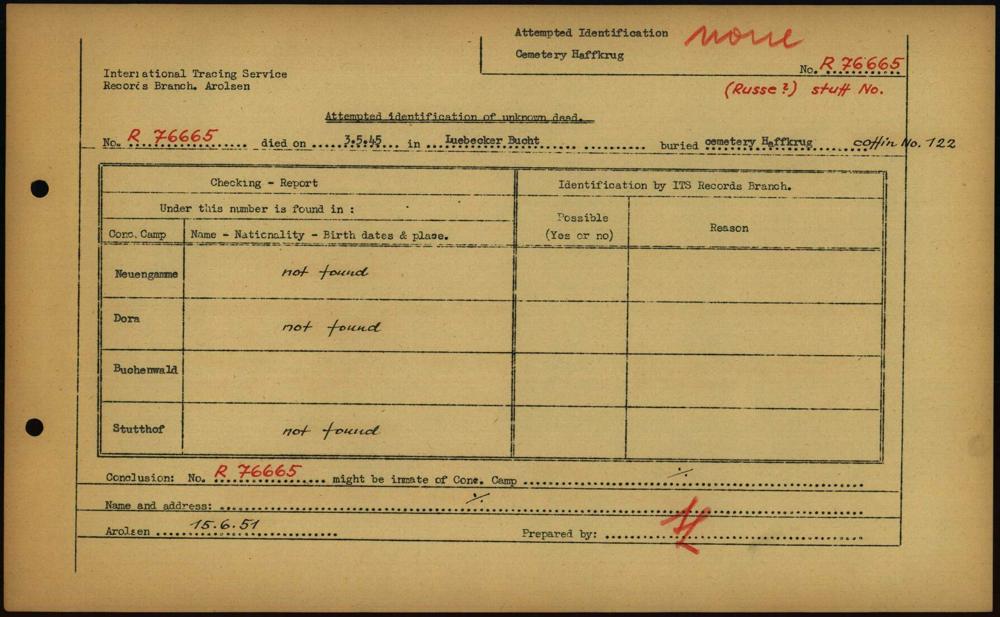 Attempted Identification none
Cemetery Haffkrug
No. R 76665
(Russe?) stuff No.
International Tracing Service
Records Branch, Arolsen
Attempted identification of unknown dead.
No. R 76665 died on 3.5.45 in Luebecker Bucht buried cemetery Haffkrug coffin No. 122
Checking - Report
Identification by ITS Records Branch.
Under this number is found in :
Conc. Camp
Name - Nationality - Birth dates & place.
Possible
(Yes or no)
Reason
Neuengamme not found
Dora not found
Buchenwald
Stutthof not found
Conclusion: No. R 76665 might be inmate of Conc. Camp ./.
Name and address: ./.
Arolsen 15.6.51 Prepared by: